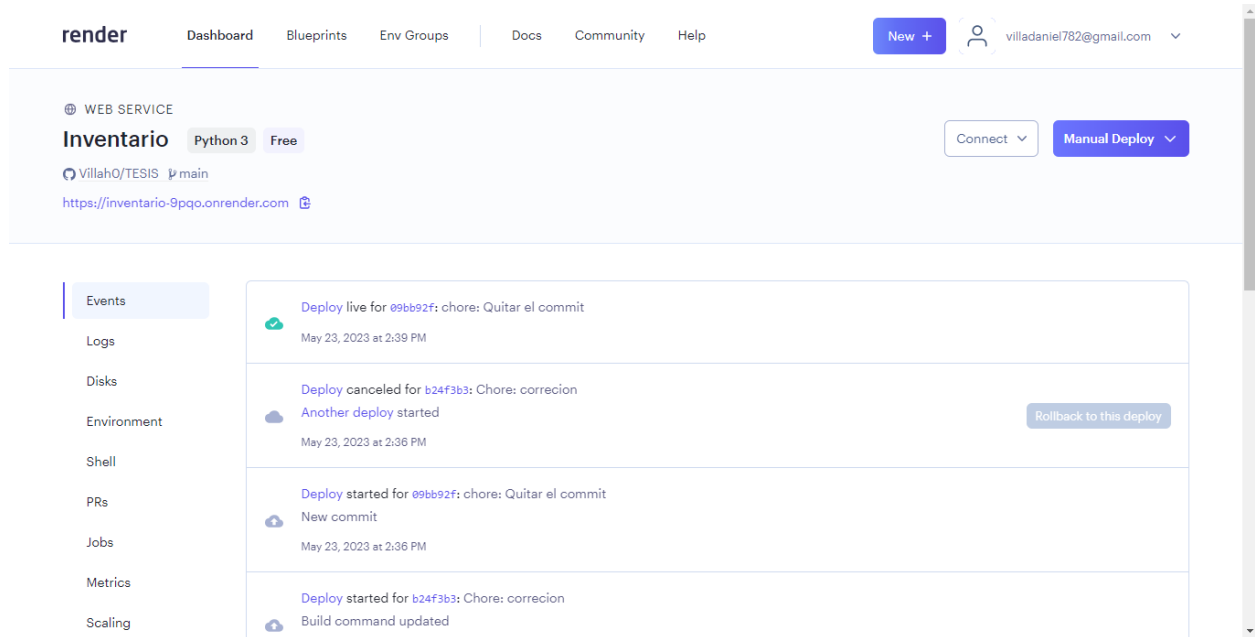 render Dashboard Blueprints Env Groups Docs Community Help New + villadaniel782@gmail.com
WEB SERVICE
Inventario Python 3 Free
Connect Manual Deploy
Villah0/TESIS main
https://inventario-9pqo.onrender.com
Events
Logs
Disks
Environment
Shell
PRs
Jobs
Metrics
Scaling
Deploy live for 09bb92f: chore: Quitar el commit
May 23, 2023 at 2:39 PM
Deploy canceled for b24f3b3: Chore: correcion
Another deploy started
Rollback to this deploy
May 23, 2023 at 2:36 PM
Deploy started for 09bb92f: chore: Quitar el commit
New commit
May 23, 2023 at 2:36 PM
Deploy started for b24f3b3: Chore: correcion
Build command updated